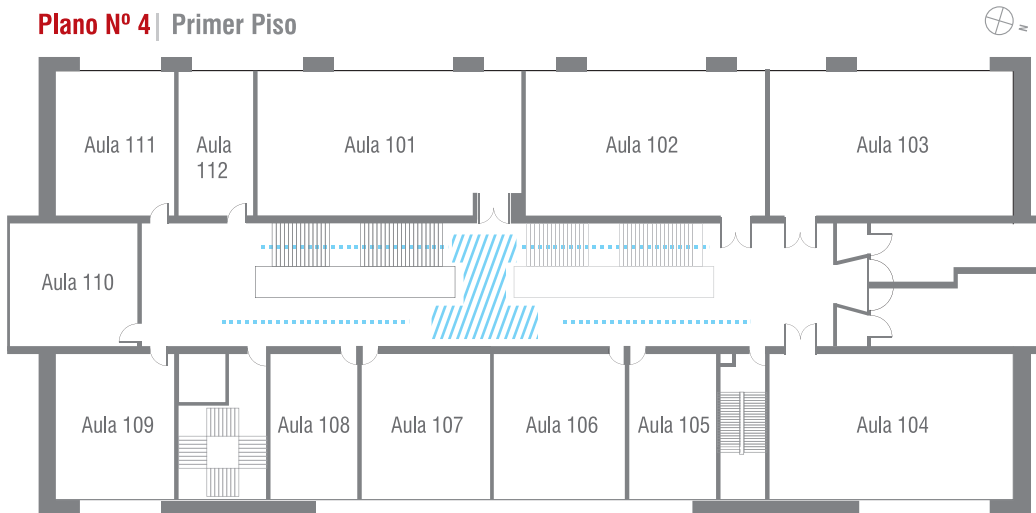 Plano Nº 4| Primer Piso
N
Aula 111
Aula
112
Aula 101
Aula 102
Aula 103
Aula 110
Aula 109
Aula 108
Aula 107
Aula 106
Aula 105
Aula 104